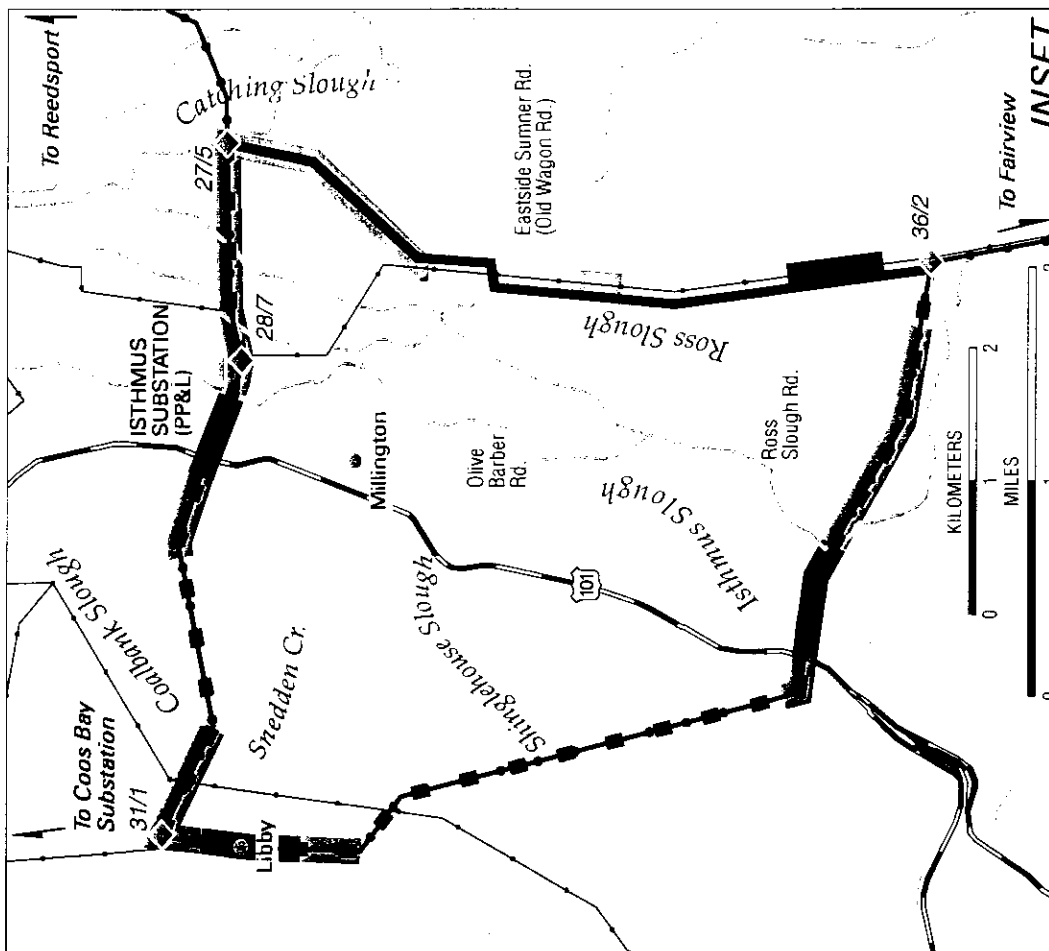 To Reedsport
Catching Slough
27/5
Eastside Sumner Rd.
(Old Wagon Rd.)
To Fairview
INSET
36/2
ISTHMUS
SUBSTATION
(PP&L)
28/7
Ross Slough
Millington
Olive
Barber
Rd.
Ross
Slough Rd.
Isthmus Slough
101
Coalbank Slough
Snedden Cr.
Shinglehouse Slough
To Coos Bay
Substation
31/1
Libby
KILOMETERS
0 1 2
MILES
0 1